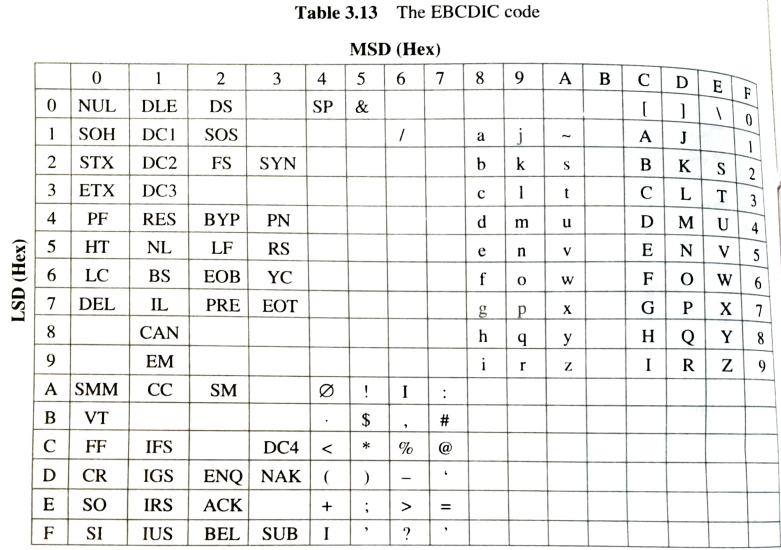 Table 3.13 The EBCDIC code
MSD (Hex)
0 1 2 3 4 5 6 7 8 9 A B C D E F
LSD (Hex)
0 NUL DLE DS SP & [ ] \ 0
1 SOH DC1 SOS / a j ~ A J 1
2 STX DC2 FS SYN b k s B K S 2
3 ETX DC3 c l t C L T 3
4 PF RES BYP PN d m u D M U 4
5 HT NL LF RS e n v E N V 5
6 LC BS EOB YC f o w F O W 6
7 DEL IL PRE EOT g p x G P X 7
8 CAN h q y H Q Y 8
9 EM i r z I R Z 9
A SMM CC SM ∅ ! I :
B VT . $ , #
C FF IFS DC4 < * % @
D CR IGS ENQ NAK ( ) – ‘
E SO IRS ACK + ; > =
F SI IUS BEL SUB I ’ ? ’